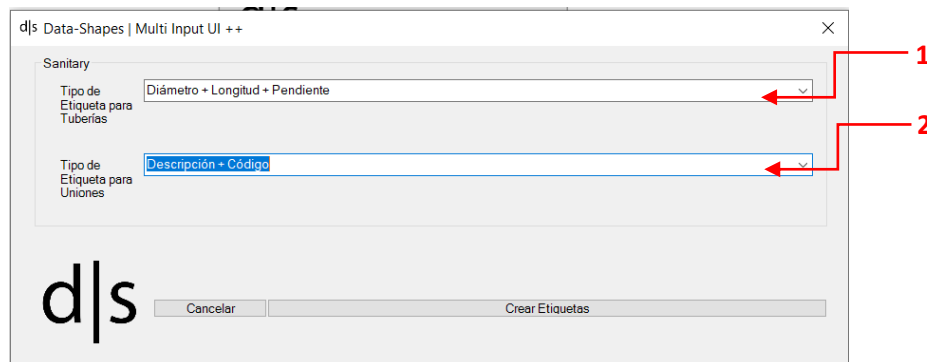 d|s Data-Shapes | Multi Input UI ++
1
Sanitary
Tipo de
Etiqueta para
Tuberías
Diámetro + Longitud + Pendiente
2
Tipo de
Etiqueta para
Uniones
Descripción + Código
d|s
Cancelar
Crear Etiquetas